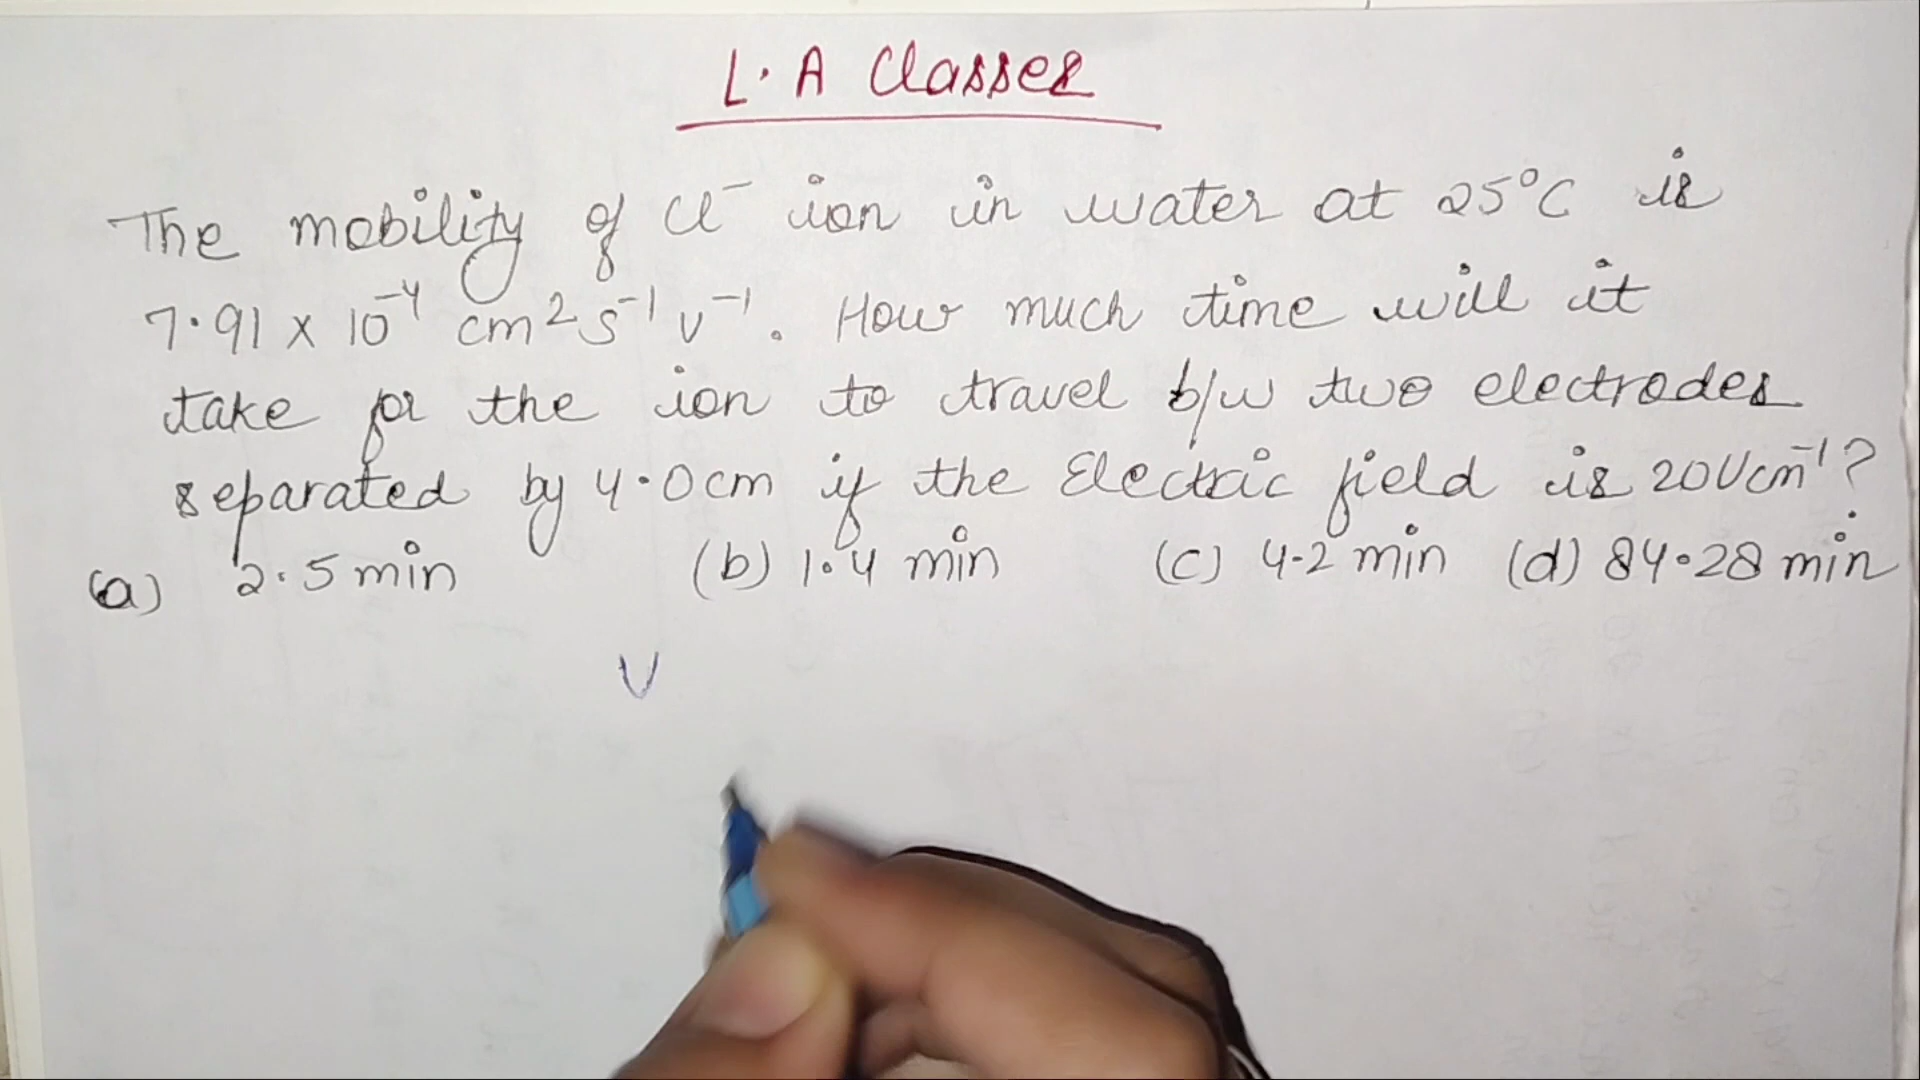 L.A Classes
The mobility of Cl⁻ ion in water at 25°C is
7.91 x 10⁻⁴ cm² s⁻¹ v⁻¹. How much time will it
take for the ion to travel b/w two electrodes
separated by 4.0cm if the Electric field is 20Vcm⁻¹?
(a) 2.5 min (b) 1.4 min (c) 4.2 min (d) 84.28 min
V